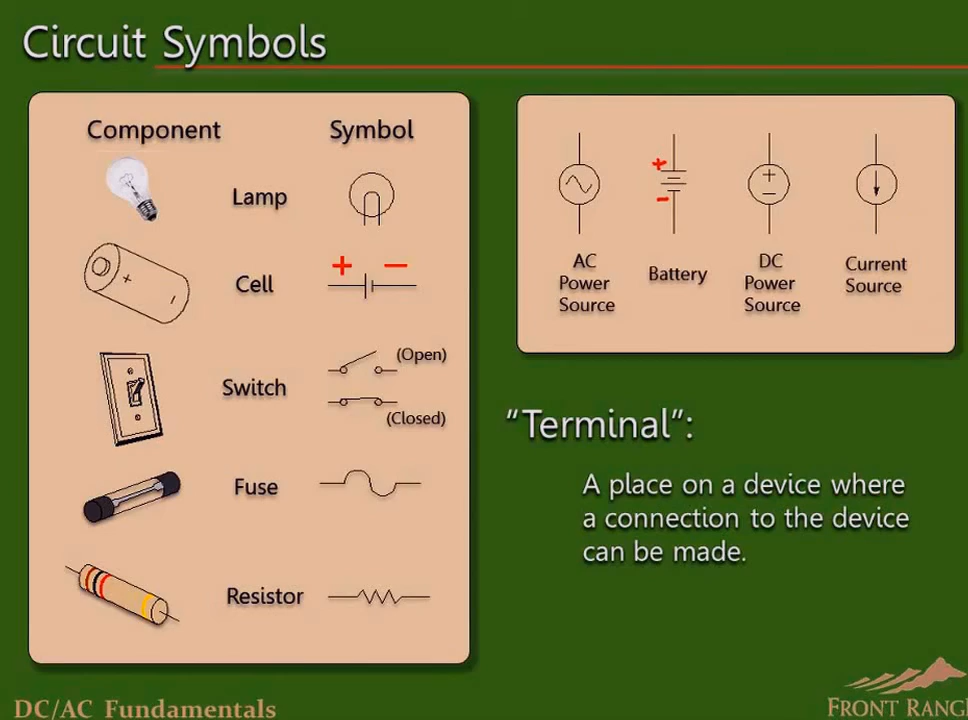 Circuit Symbols
Component Symbol
Lamp
Cell
+ −
Switch
(Open)
(Closed)
Fuse
Resistor
AC
Power
Source
+
-
Battery
+
−
DC
Power
Source
Current
Source
“Terminal”:
A place on a device where
a connection to the device
can be made.
DC/AC Fundamentals
FRONT RANG